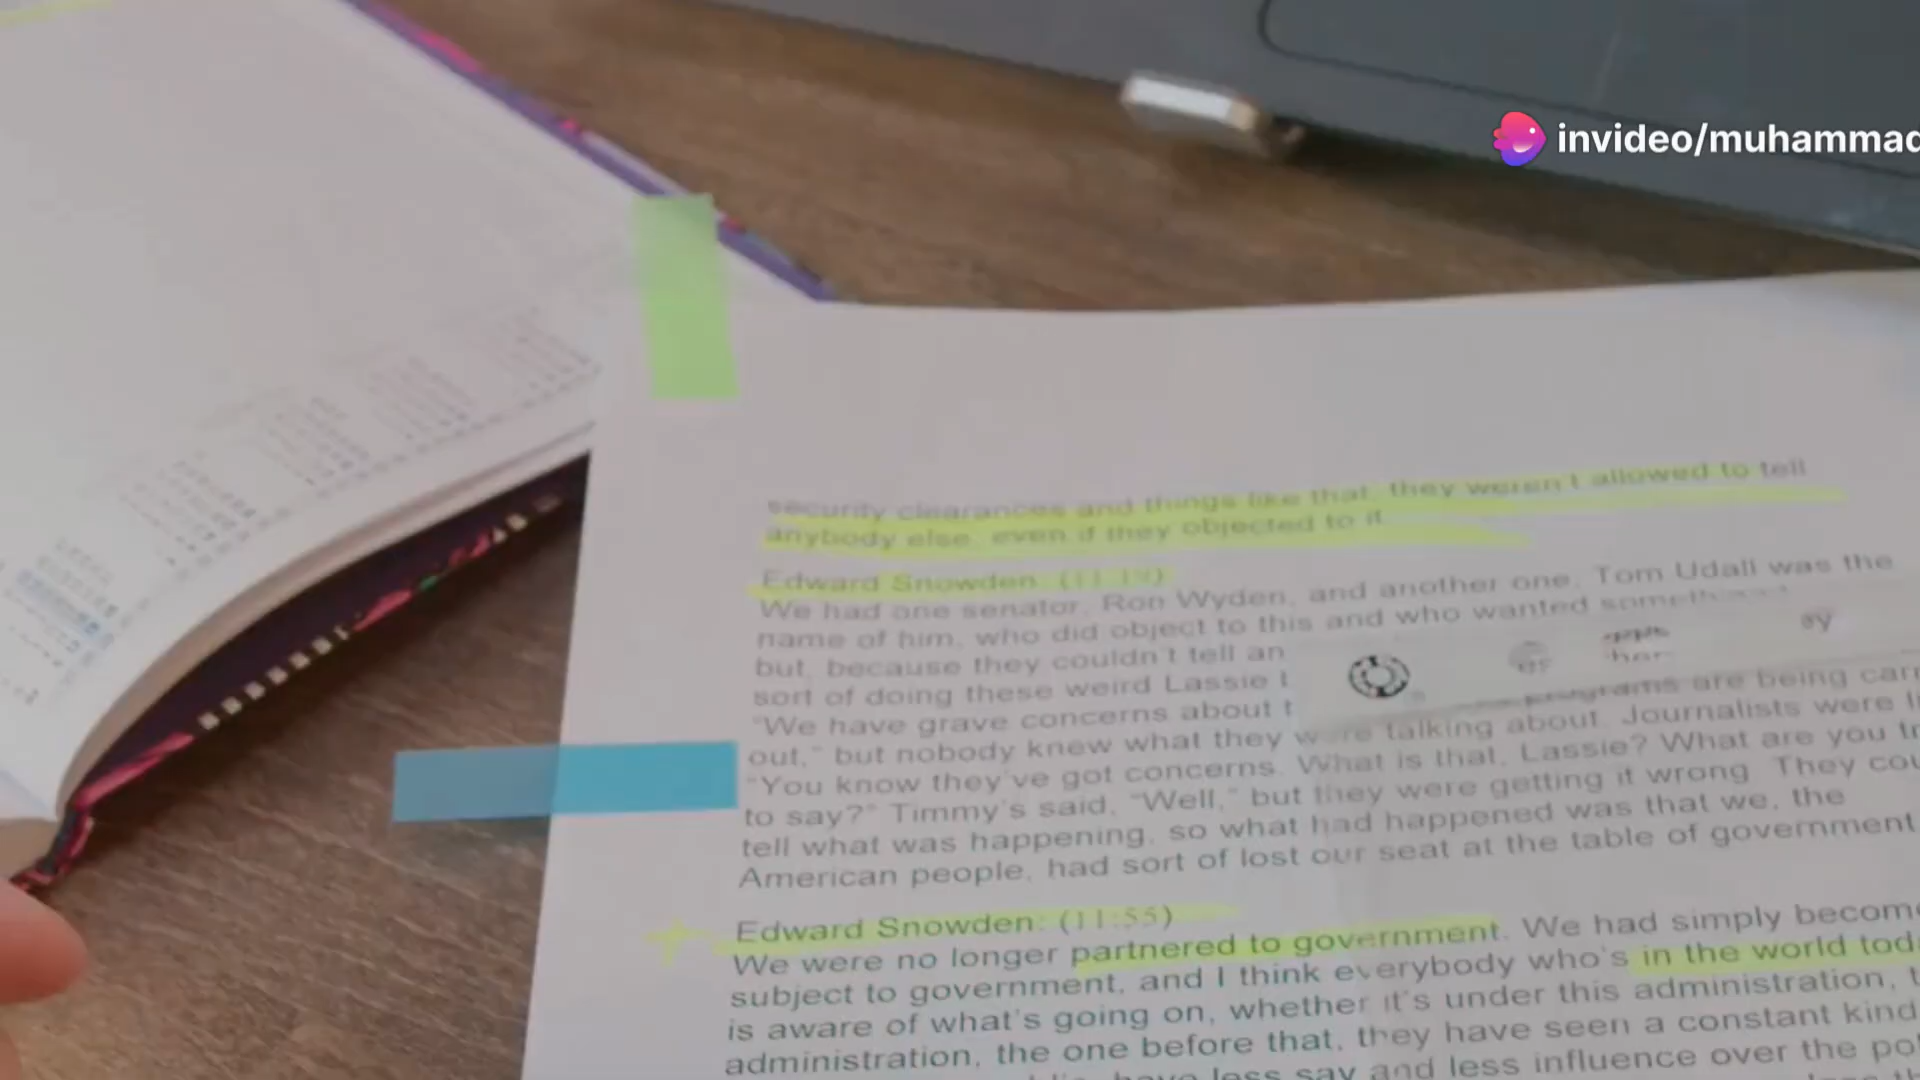 invideo/muhammad
security clearances and things like that, they weren't allowed to tell
anybody else, even if they objected to it.
Edward Snowden: (11:19)
We had one senator, Ron Wyden, and another one, Tom Udall was the
name of him, who did object to this and who wanted
but, because they couldn't tell an
sort of doing these weird Lassie
"We have grave concerns about t
programs are being carr
out," but nobody knew what they were talking about. Journalists were li
"You know they've got concerns. What is that, Lassie? What are you tr
to say?" Timmy's said, "Well," but they were getting it wrong. They cou
tell what was happening, so what had happened was that we, the
American people, had sort of lost our seat at the table of government.
Edward Snowden: (11:55)
We were no longer partnered to government. We had simply become
subject to government, and I think everybody who's in the world toda
is aware of what's going on, whether it's under this administration, t
administration, the one before that, they have seen a constant kind
have less say and less influence over the pol